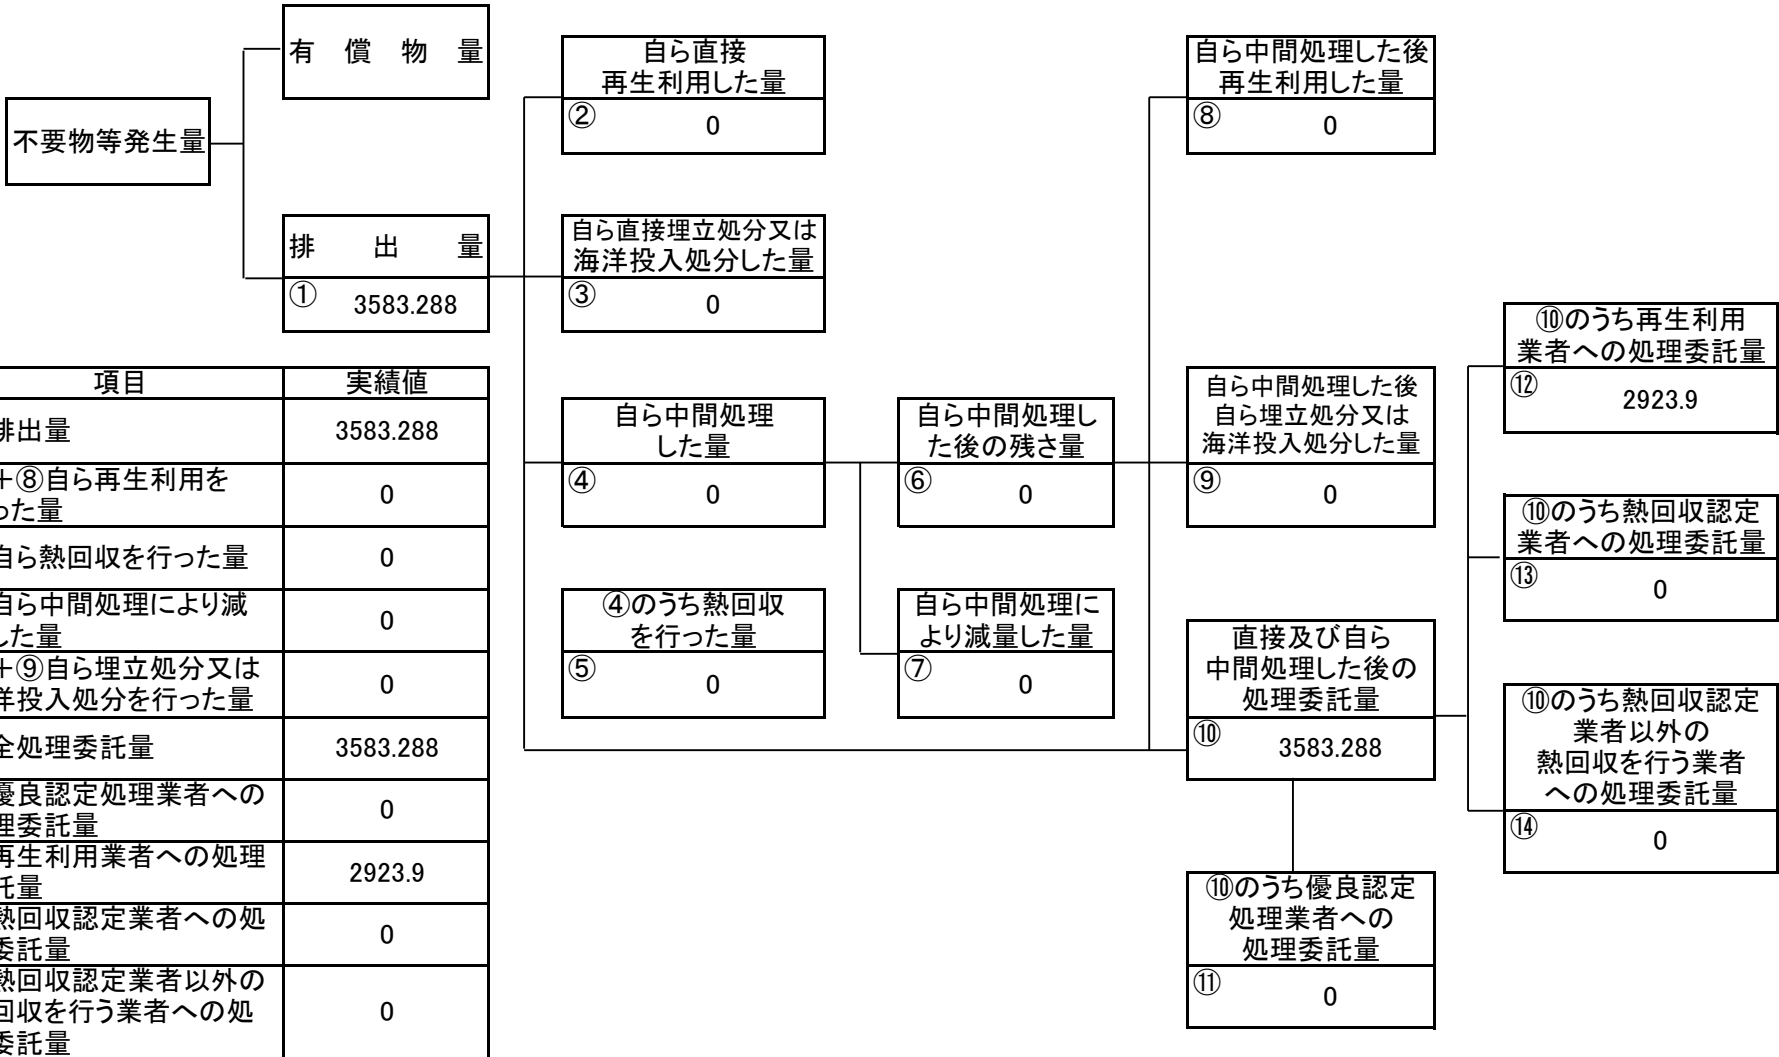 有償物量
不要物等発生量
排出量
① 3583.288
自ら直接
再生利用した量
② 0
自ら直接埋立処分又は
海洋投入処分した量
③ 0
自ら中間処理
した量
④ 0
④のうち熱回収
を行った量
⑤ 0
自ら中間処理し
た後の残さ量
⑥ 0
自ら中間処理に
より減量した量
⑦ 0
自ら中間処理した後
再生利用した量
⑧ 0
自ら中間処理した後
自ら埋立処分又は
海洋投入処分した量
⑨ 0
直接及び自ら
中間処理した後の
処理委託量
⑩ 3583.288
⑩のうち優良認定
処理業者への
処理委託量
⑪ 0
⑩のうち再生利用
業者への処理委託量
⑫ 2923.9
⑩のうち熱回収認定
業者への処理委託量
⑬ 0
⑩のうち熱回収認定
業者以外の
熱回収を行う業者
への処理委託量
⑭ 0
項目 実績値
排出量 3583.288
+⑧自ら再生利用を
った量 0
自ら熱回収を行った量 0
自ら中間処理により減
した量 0
+⑨自ら埋立処分又は
洋投入処分を行った量 0
全処理委託量 3583.288
優良認定処理業者への
理委託量 0
再生利用業者への処理
託量 2923.9
熱回収認定業者への処
委託量 0
熱回収認定業者以外の
回収を行う業者への処
委託量 0